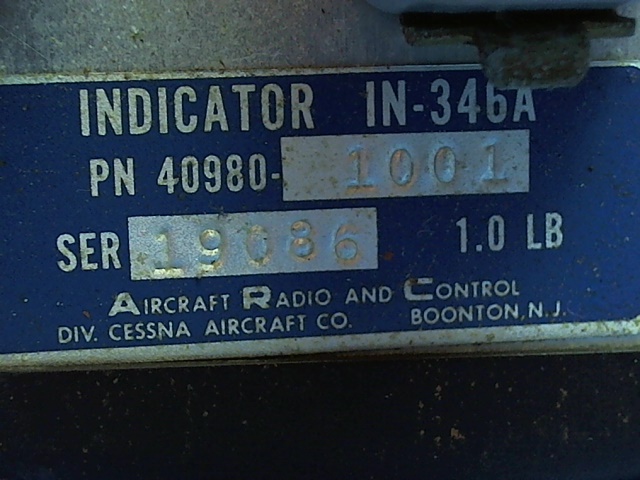 INDICATOR IN-346A
PN 40980-1001
SER 19086 1.0 LB
AIRCRAFT RADIO AND CONTROL
DIV. CESSNA AIRCRAFT CO. BOONTON, N.J.